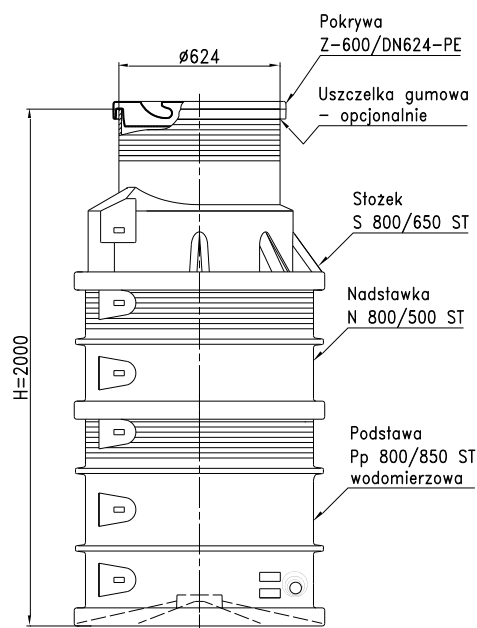 Pokrywa
Z-600/DN624-PE
ø624
Uszczelka gumowa
- opcjonalnie
Stożek
S 800/650 ST
Nadstawka
N 800/500 ST
H=2000
Podstawa
Pp 800/850 ST
wodomierzowa